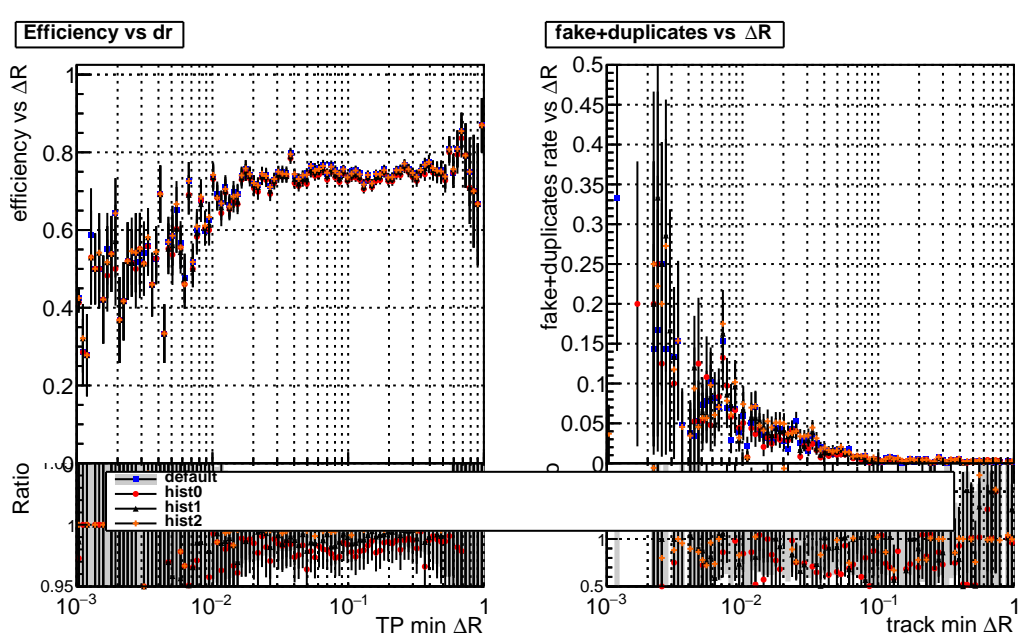 Efficiency vs dr
efficiency vs ΔR
1
0.8
0.6
0.4
0.2
Ratio
1
0.95
10⁻³
10⁻²
10⁻¹
1
TP min ΔR
fake+duplicates vs ΔR
fake+duplicates rate vs ΔR
0.5
0.45
0.4
0.35
0.3
0.25
0.2
0.15
0.1
0.05
0
1
0.5
10⁻³
10⁻²
10⁻¹
1
track min ΔR
default
hist0
hist1
hist2